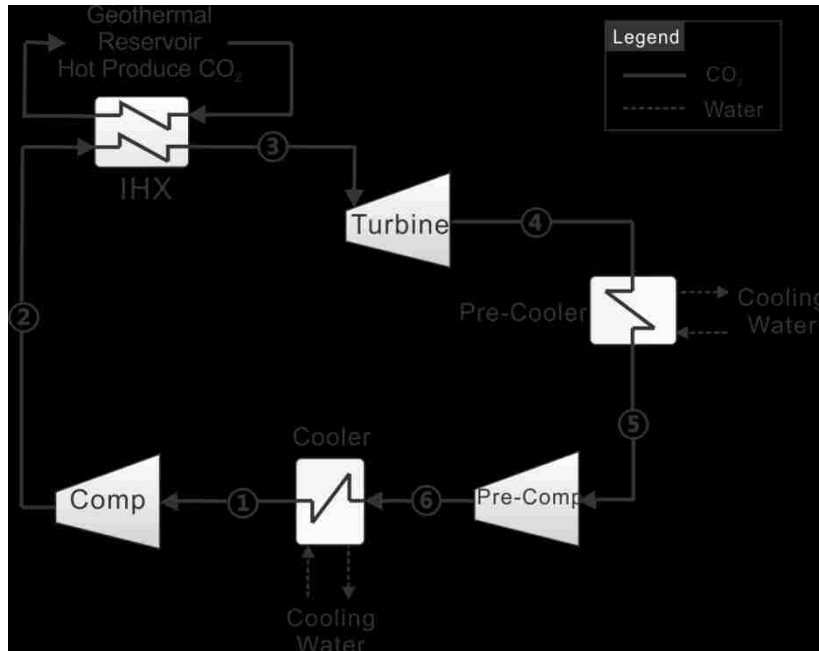 Geothermal
Reservoir
Hot Produce CO₂
Legend
CO₂
Water
IHX
③
Turbine
④
②
Pre-Cooler
Cooling
Water
⑤
Cooler
Comp
①
⑥
Pre-Comp
Cooling
Water